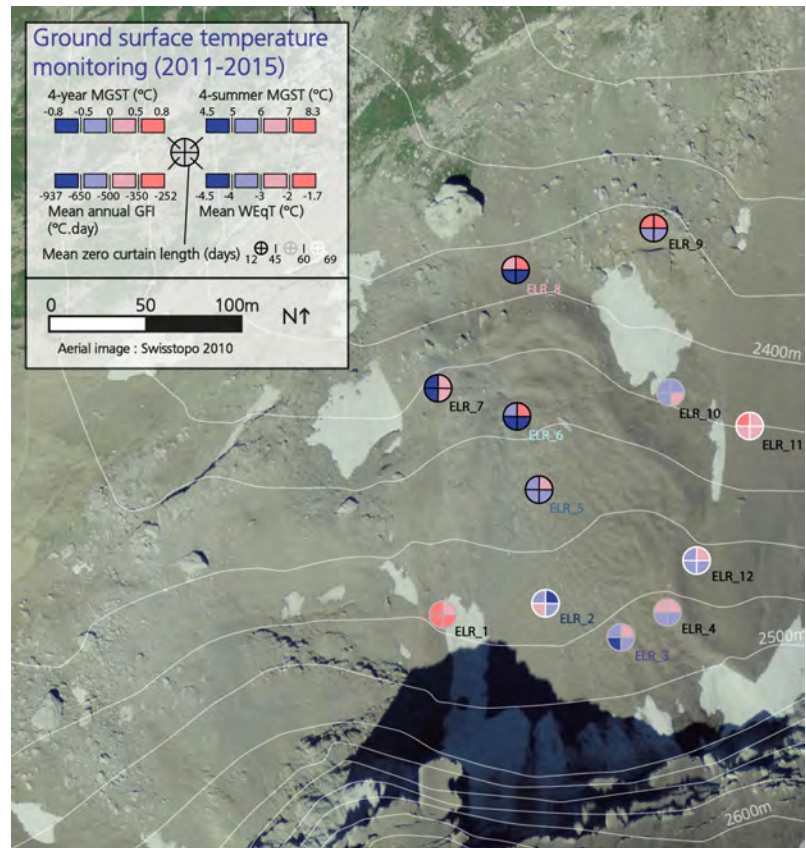 Ground surface temperature
monitoring (2011-2015)
4-year MGST (°C)
4-summer MGST (°C)
-0.8 -0.5 0 0.5 0.8
4.5 5 6 7 8.3
-937 -650 -500 -350 -252
-4.5 -4 -3 -2 -1.7
Mean annual GFI
(°C.day)
Mean WEqT (°C)
Mean zero curtain length (days)
12 45 60 69
0 50 100m
N↑
Aerial image : Swisstopo 2010
ELR_9
ELR_8
2400m
ELR_7
ELR_10
ELR_6
ELR_11
ELR_5
ELR_12
ELR_2
ELR_1
ELR_4
ELR_3
2500m
2600m